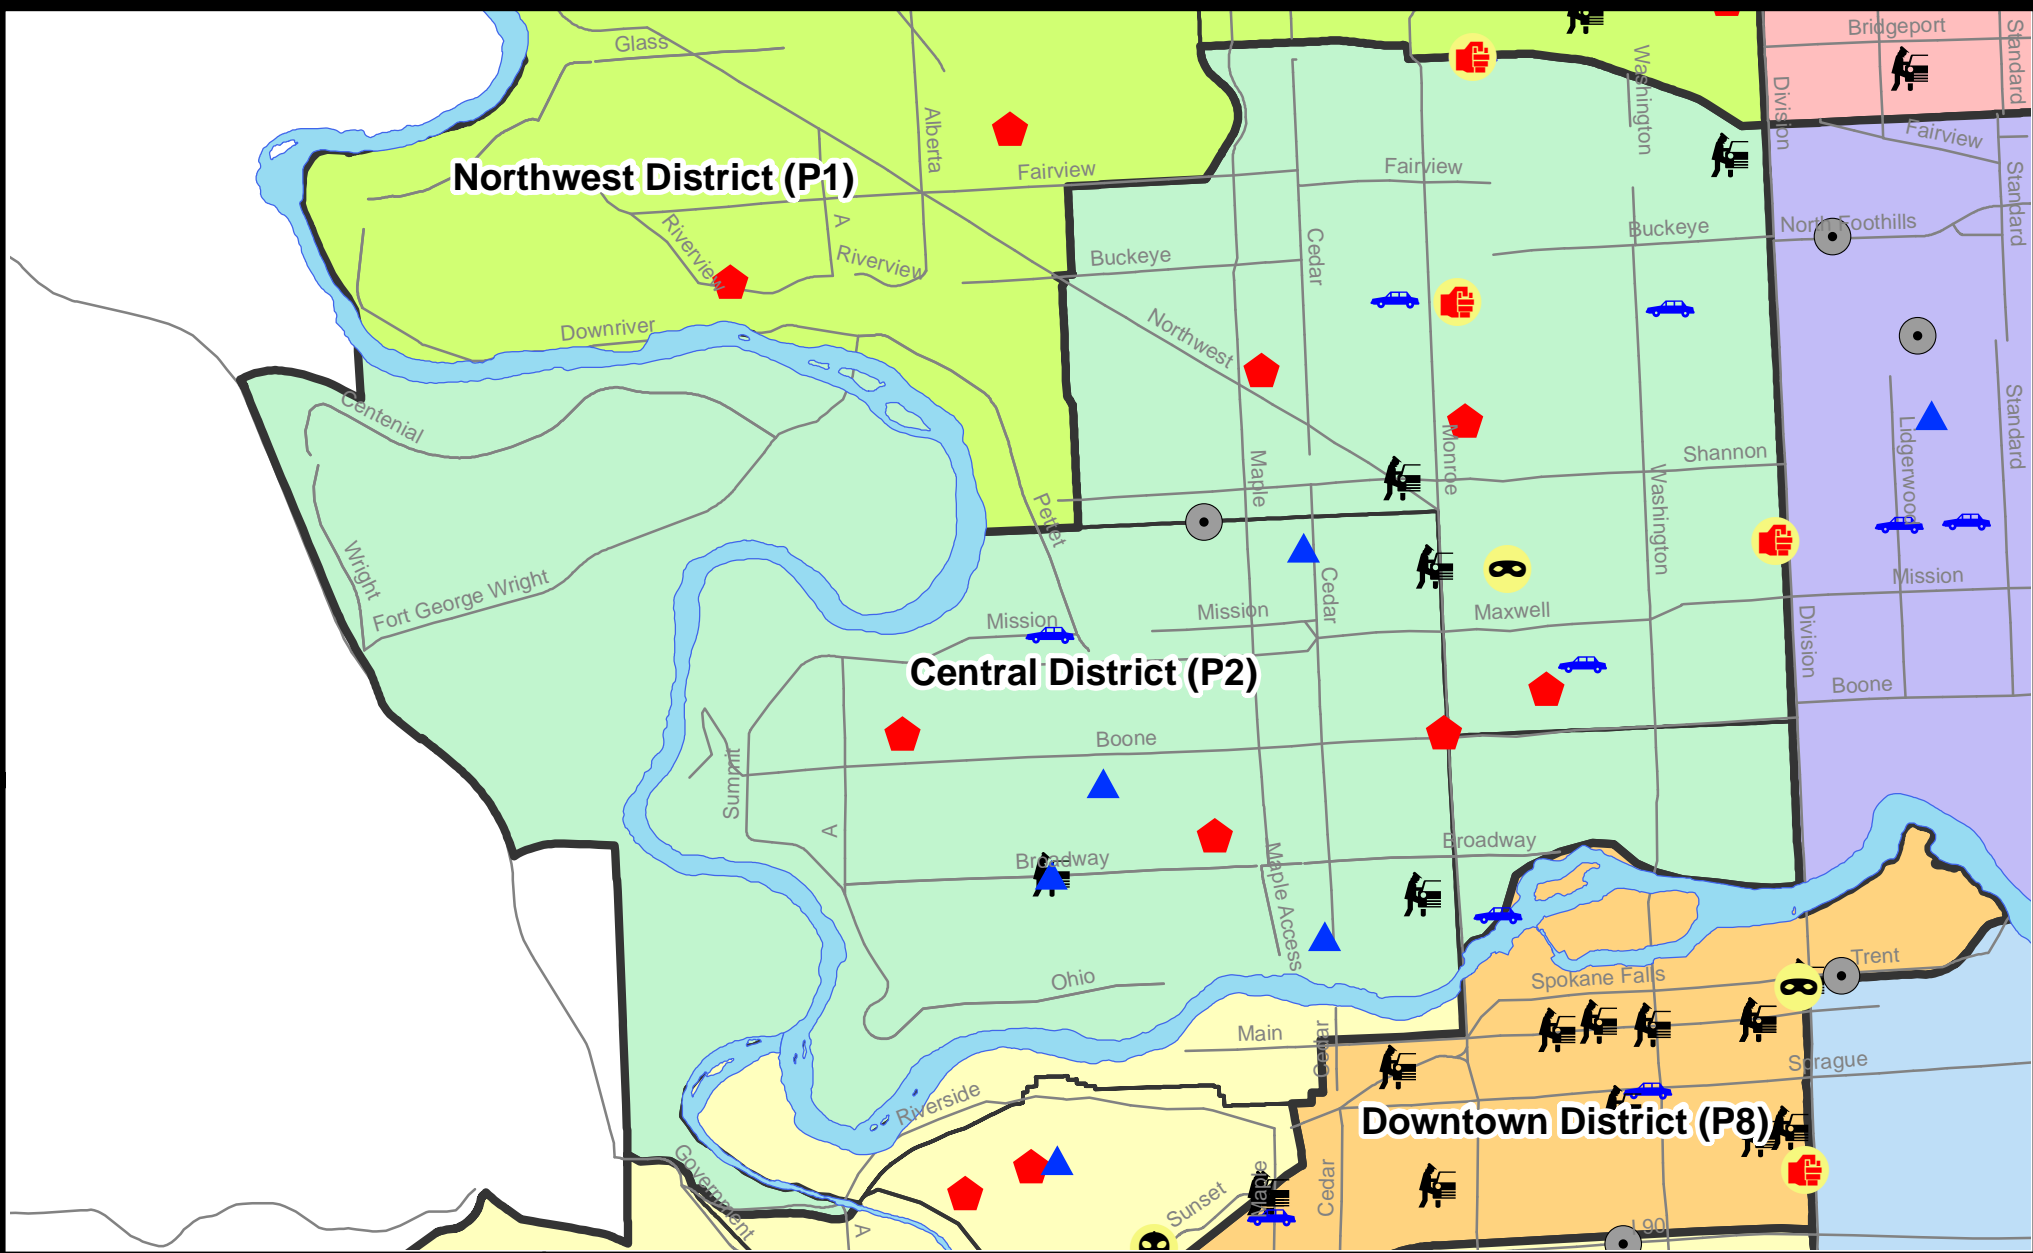 Glass
Bridgeport
Standard
Washington
Division
Alberta
Fairview
Northwest District (P1)
Fairview
Fairview
Standard
A
Riverview
Riverview
Cedar
Buckeye
Buckeye
North Foothills
Downriver
Northwest
Centenial
Monroe
Maple
Shannon
Lidgerwood
Standard
Washington
Pettet
Wright
Fort George Wright
Mission
Mission
Cedar
Maxwell
Mission
Division
Central District (P2)
Boone
Boone
Summit
A
Broadway
Broadway
Maple Access
Ohio
Spokane Falls
Trent
Main
Cedar
Sprague
Riverside
Downtown District (P8)
Government
Sunset
Maple
Cedar
A
I 90